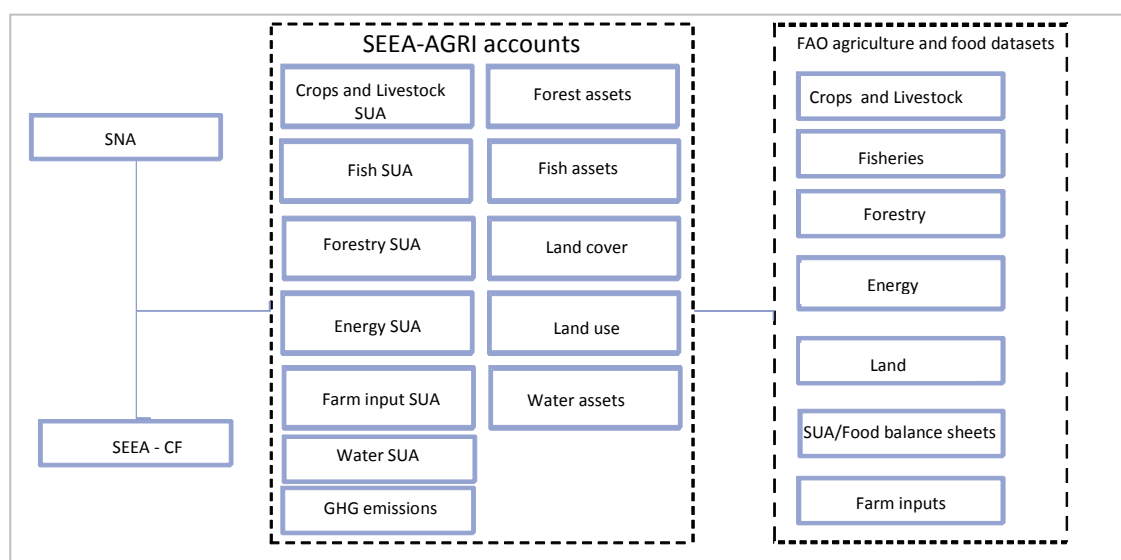 SNA
SEEA - CF
SEEA-AGRI accounts
Crops and Livestock
SUA
Fish SUA
Forestry SUA
Energy SUA
Farm input SUA
Water SUA
GHG emissions
Forest assets
Fish assets
Land cover
Land use
Water assets
FAO agriculture and food datasets
Crops and Livestock
Fisheries
Forestry
Energy
Land
SUA/Food balance sheets
Farm inputs